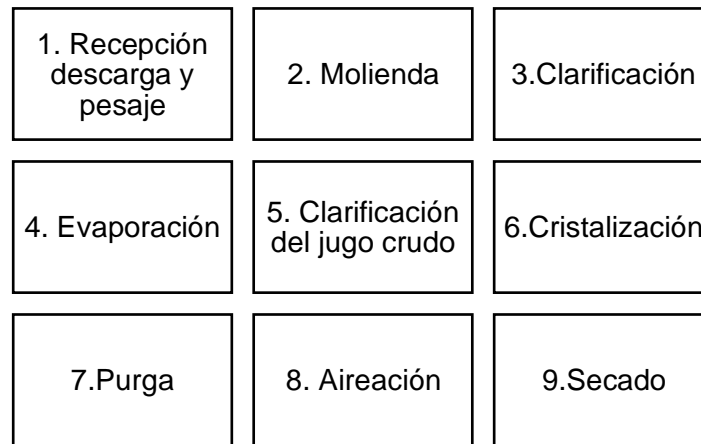 1. Recepción
descarga y
pesaje
2. Molienda
3.Clarificación
4. Evaporación
5. Clarificación
del jugo crudo
6.Cristalización
7.Purga
8. Aireación
9.Secado